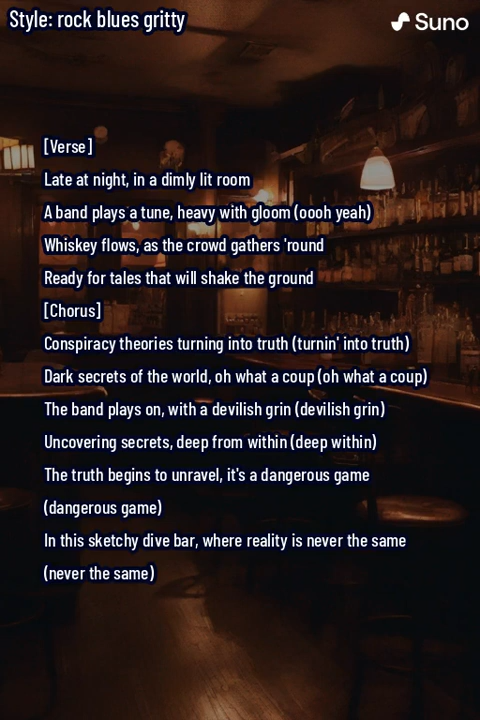 Style: rock blues gritty
Suno
[Verse]
Late at night, in a dimly lit room
A band plays a tune, heavy with gloom (oooh yeah)
Whiskey flows, as the crowd gathers 'round
Ready for tales that will shake the ground
[Chorus]
Conspiracy theories turning into truth (turnin' into truth)
Dark secrets of the world, oh what a coup (oh what a coup)
The band plays on, with a devilish grin (devilish grin)
Uncovering secrets, deep from within (deep within)
The truth begins to unravel, it's a dangerous game
(dangerous game)
In this sketchy dive bar, where reality is never the same
(never the same)